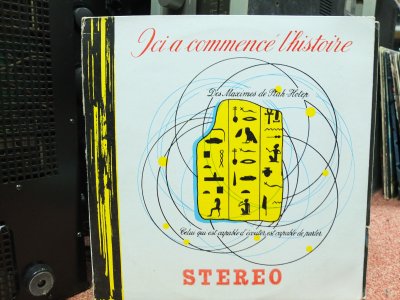 Ici a commencé l'histoire
Des Maximes de Ptah-Hotep
Celui qui est capable d'écouter, est capable de parler.
STEREO